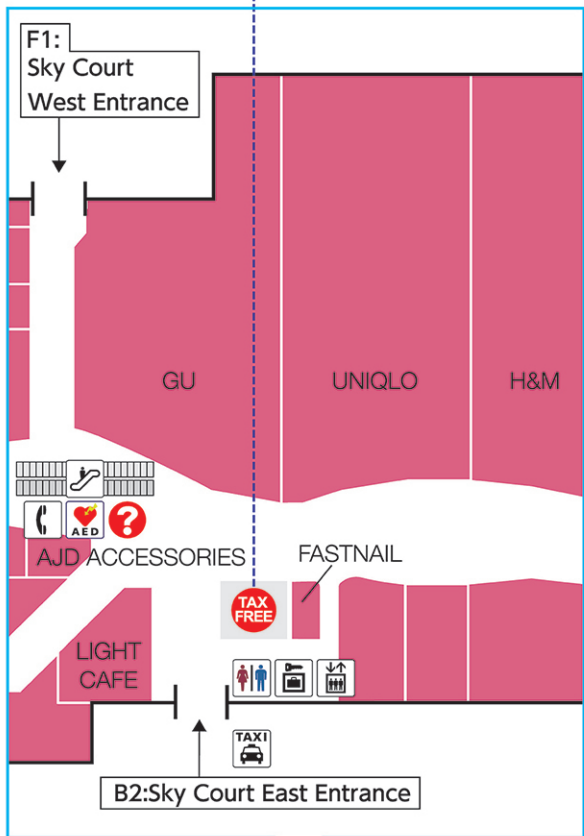 F1:
Sky Court
West Entrance
GU
UNIQLO
H&M
AED
?
AJD ACCESSORIES
FASTNAIL
TAX
FREE
LIGHT
CAFE
TAXI
B2:Sky Court East Entrance